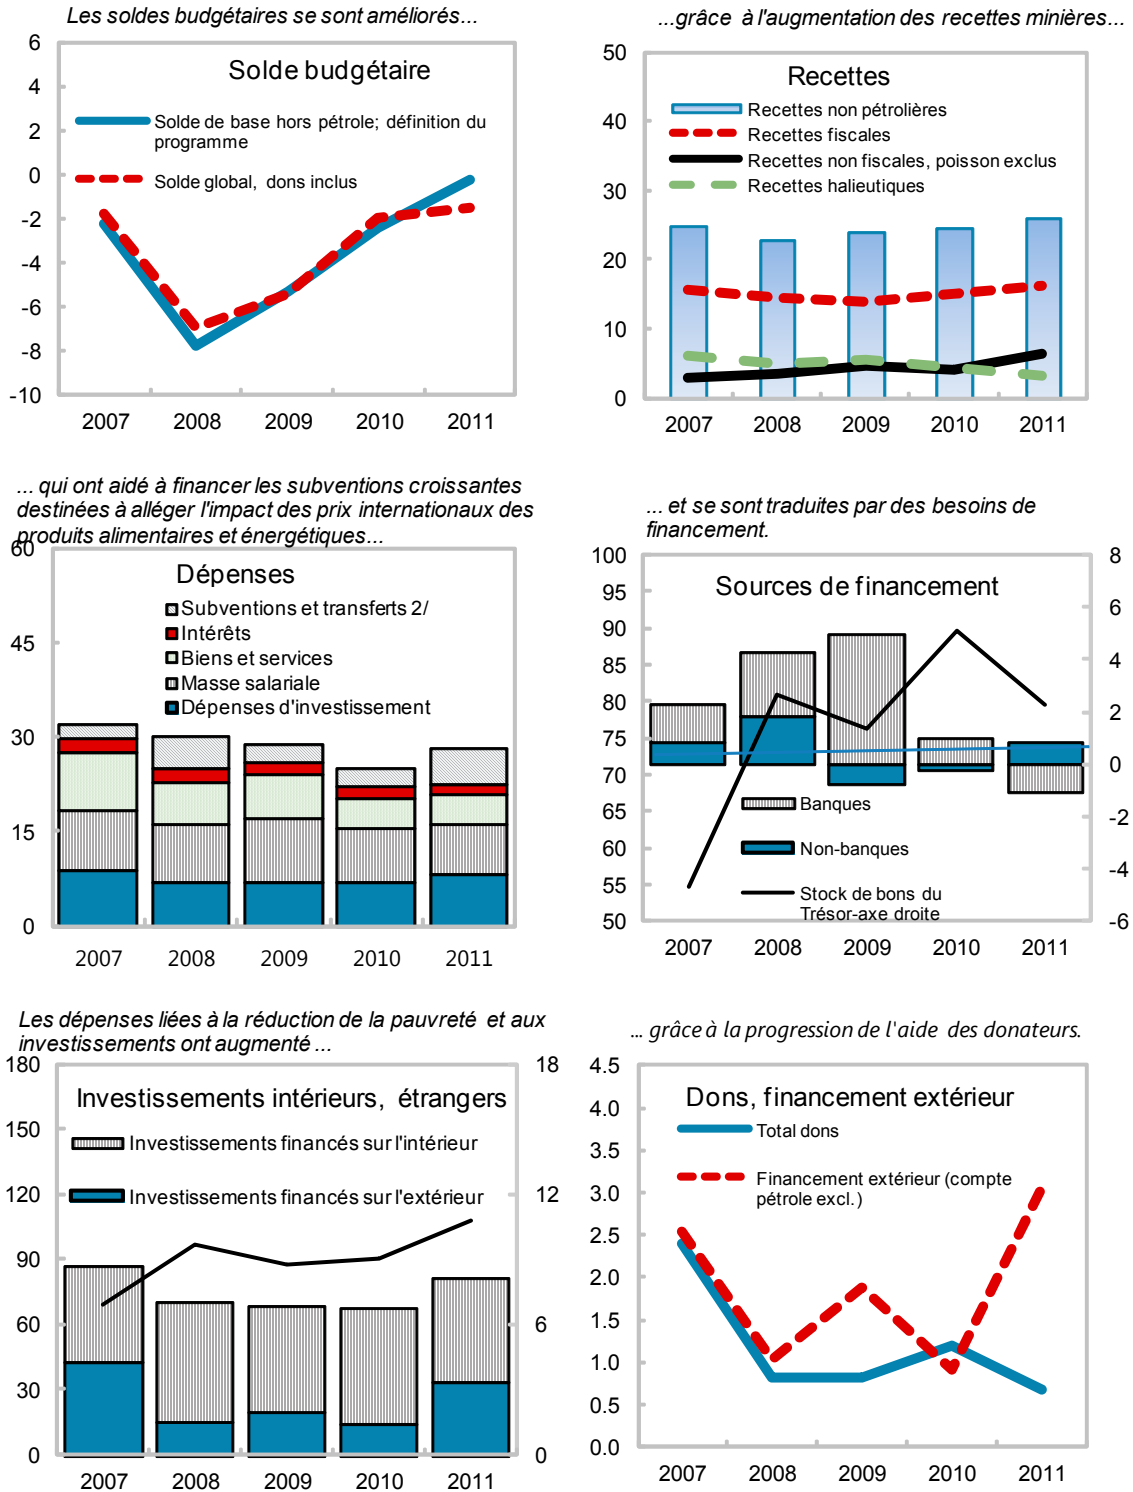 Les soldes budgétaires se sont améliorés...
6
4
2
0
-2
-4
-6
-8
-10
Solde budgétaire
Solde de base hors pétrole; définition du
programme
Solde global, dons inclus
2007 2008 2009 2010 2011
...grâce à l'augmentation des recettes minières...
50
40
30
20
10
0
Recettes
Recettes non pétrolières
Recettes fiscales
Recettes non fiscales, poisson exclus
Recettes halieutiques
2007 2008 2009 2010 2011
... qui ont aidé à financer les subventions croissantes
destinées à alléger l'impact des prix internationaux des
produits alimentaires et énergétiques...
60
45
30
15
0
Dépenses
Subventions et transferts 2/
Intérêts
Biens et services
Masse salariale
Dépenses d'investissement
2007 2008 2009 2010 2011
... et se sont traduites par des besoins de
financement.
100
95
90
85
80
75
70
65
60
55
50
Sources de financement
Banques
Non-banques
Stock de bons du
Trésor-axe droite
8
6
4
2
0
-2
-4
-6
2007 2008 2009 2010 2011
Les dépenses liées à la réduction de la pauvreté et aux
investissements ont augmenté ...
180
150
120
90
60
30
0
Investissements intérieurs, étrangers
Investissements financés sur l'intérieur
Investissements financés sur l'extérieur
18
12
6
0
2007 2008 2009 2010 2011
... grâce à la progression de l'aide des donateurs.
4.5
4.0
3.5
3.0
2.5
2.0
1.5
1.0
0.5
0.0
Dons, financement extérieur
Total dons
Financement extérieur (compte
pétrole excl.)
2007 2008 2009 2010 2011